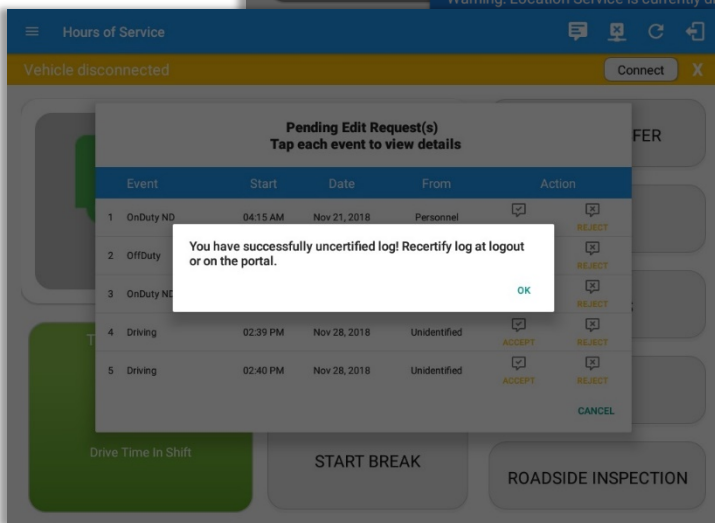 Warning: Location Service is currently di
Hours of Service
Vehicle disconnected
Connect X
Pending Edit Request(s)
Tap each event to view details
FER
Event Start Date From Action
1 OnDuty ND 04:15 AM Nov 21, 2018 Personnel
REJECT
2 OffDuty
REJECT
You have successfully uncertified log! Recertify log at logout
or on the portal.
OK
3 OnDuty ND
REJECT
4 Driving 02:39 PM Nov 28, 2018 Unidentified
ACCEPT REJECT
5 Driving 02:40 PM Nov 28, 2018 Unidentified
ACCEPT REJECT
CANCEL
Drive Time In Shift
START BREAK
ROADSIDE INSPECTION